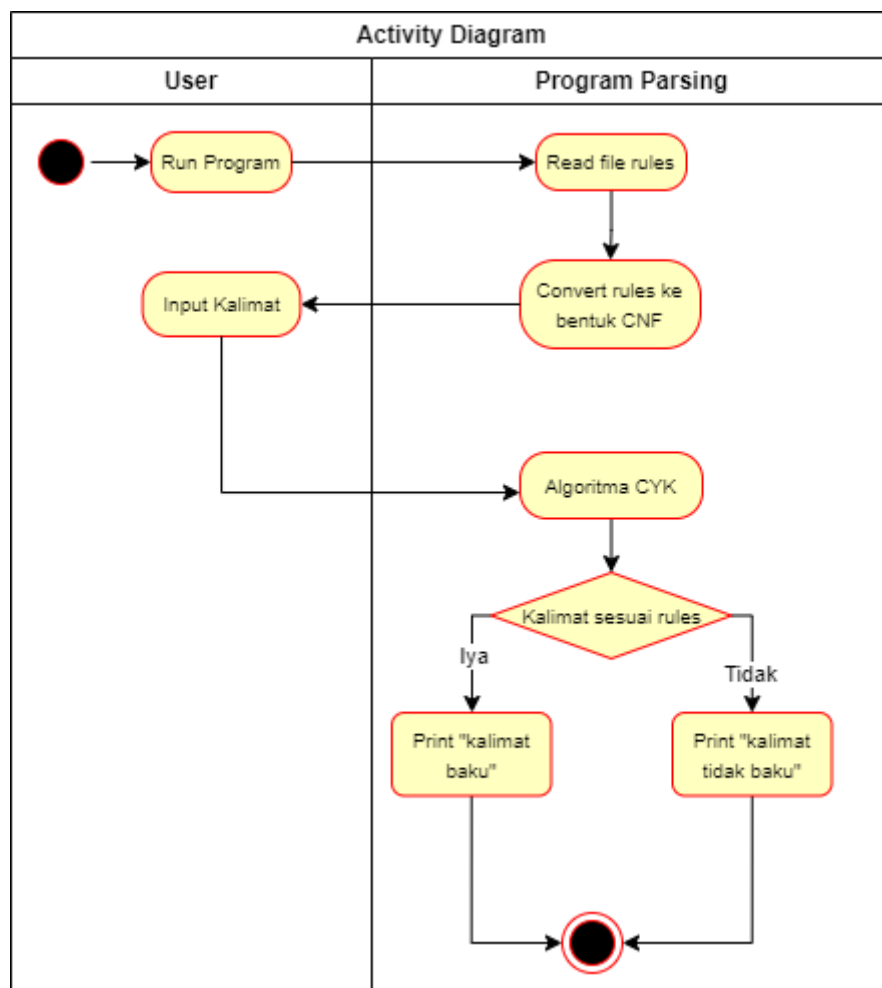 Activity Diagram
User
Program Parsing
Run Program
Read file rules
Input Kalimat
Convert rules ke
bentuk CNF
Algoritma CYK
Kalimat sesuai rules
Iya
Tidak
Print "kalimat
baku"
Print "kalimat
tidak baku"